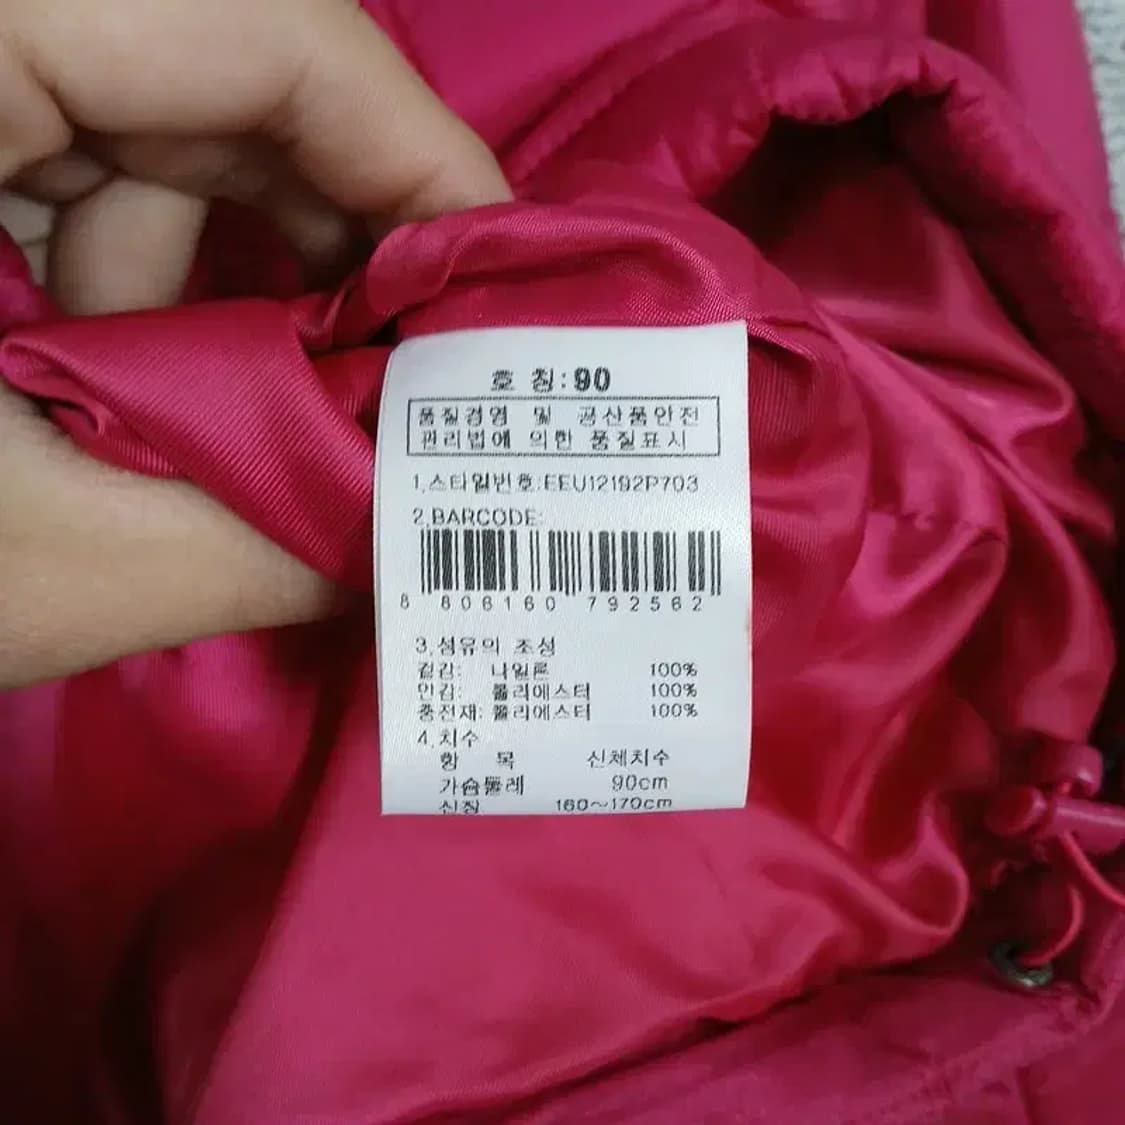 호 칭:90
품질경영 및 공산품안전
관리법에 의한 품질표시
1.스타일번호:EEU12192P703
2.BARCODE:
8 806160 792562
3.섬유의 조성
겉감: 나일론 100%
안감: 폴리에스터 100%
충전재: 폴리에스터 100%
4.치수
항 목 신체치수
가슴둘레 90cm
신장 160~170cm